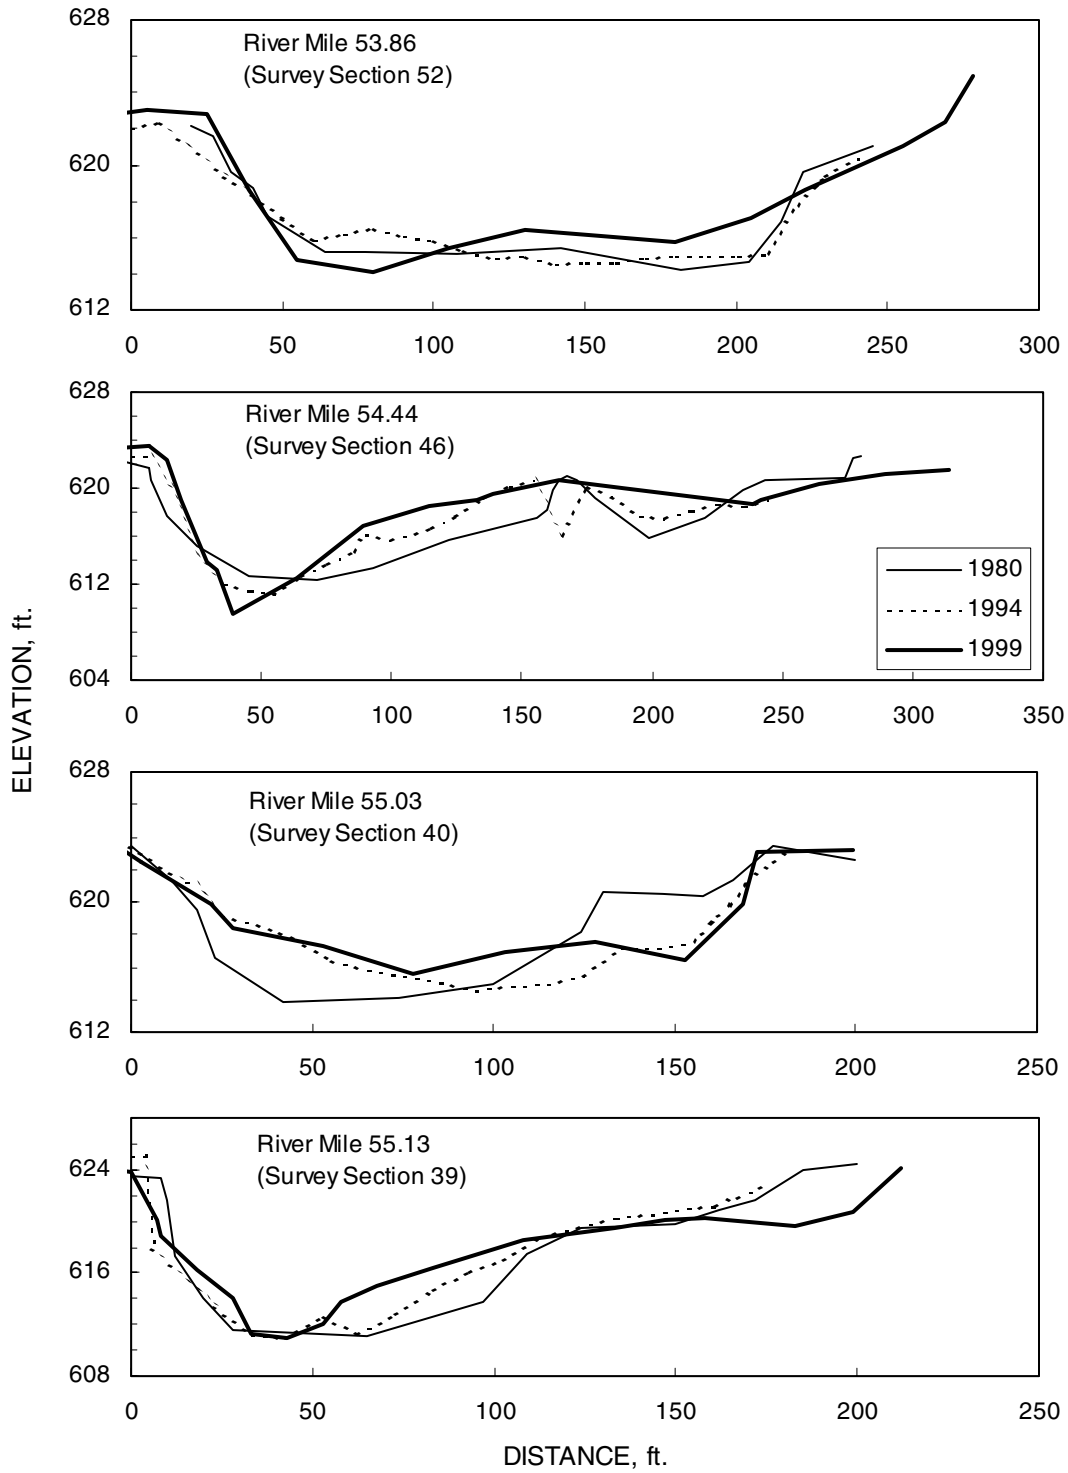 628
River Mile 53.86
(Survey Section 52)
620
612
0 50 100 150 200 250 300
628
River Mile 54.44
(Survey Section 46)
620
612
604
1980
1994
1999
0 50 100 150 200 250 300 350
ELEVATION, ft.
628
River Mile 55.03
(Survey Section 40)
620
612
0 50 100 150 200 250
River Mile 55.13
(Survey Section 39)
624
616
608
0 50 100 150 200 250
DISTANCE, ft.